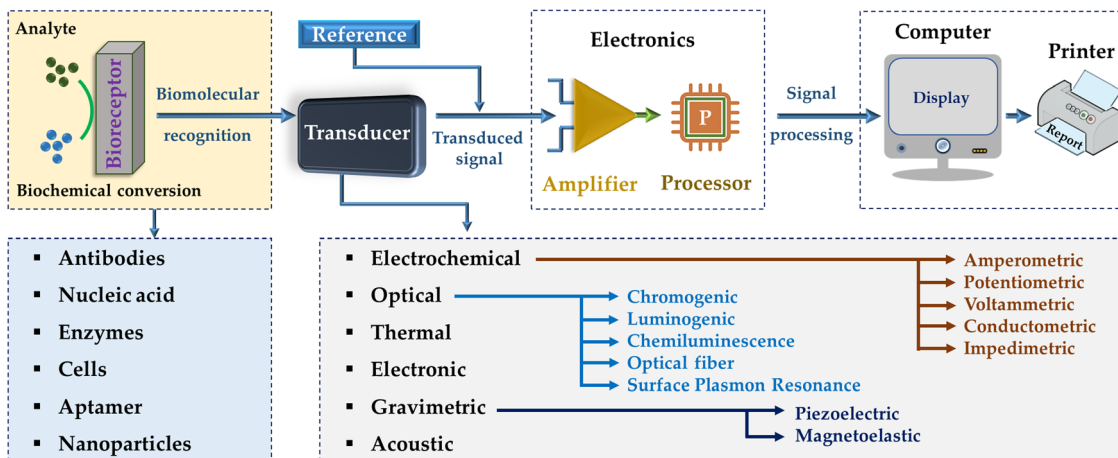 Analyte
Bioreceptor
Biochemical conversion
Biomolecular
recognition
Reference
Transducer
Transduced
signal
Electronics
Amplifier
P
Processor
Signal
processing
Computer
Display
Printer
Report
▪ Antibodies
▪ Nucleic acid
▪ Enzymes
▪ Cells
▪ Aptamer
▪ Nanoparticles
▪ Electrochemical
Amperometric
Potentiometric
Voltammetric
Conductometric
Impedimetric
▪ Optical
Chromogenic
Luminogenic
Chemiluminescence
Optical fiber
Surface Plasmon Resonance
▪ Thermal
▪ Electronic
▪ Gravimetric
Piezoelectric
Magnetoelastic
▪ Acoustic